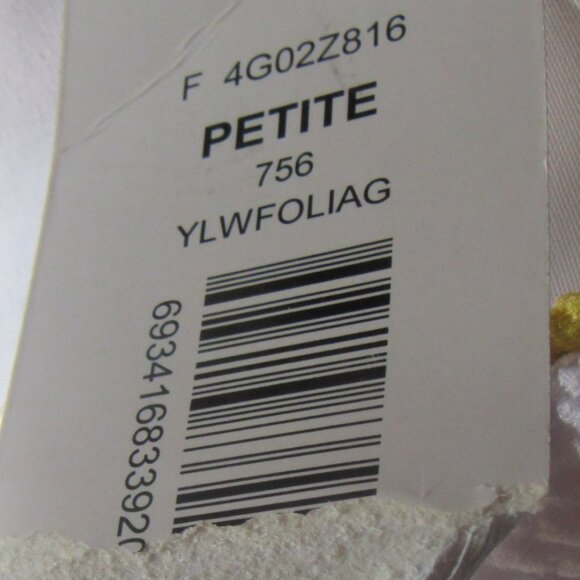 F 4G02Z816
PETITE
756
YLWFOLIAG
69341683392